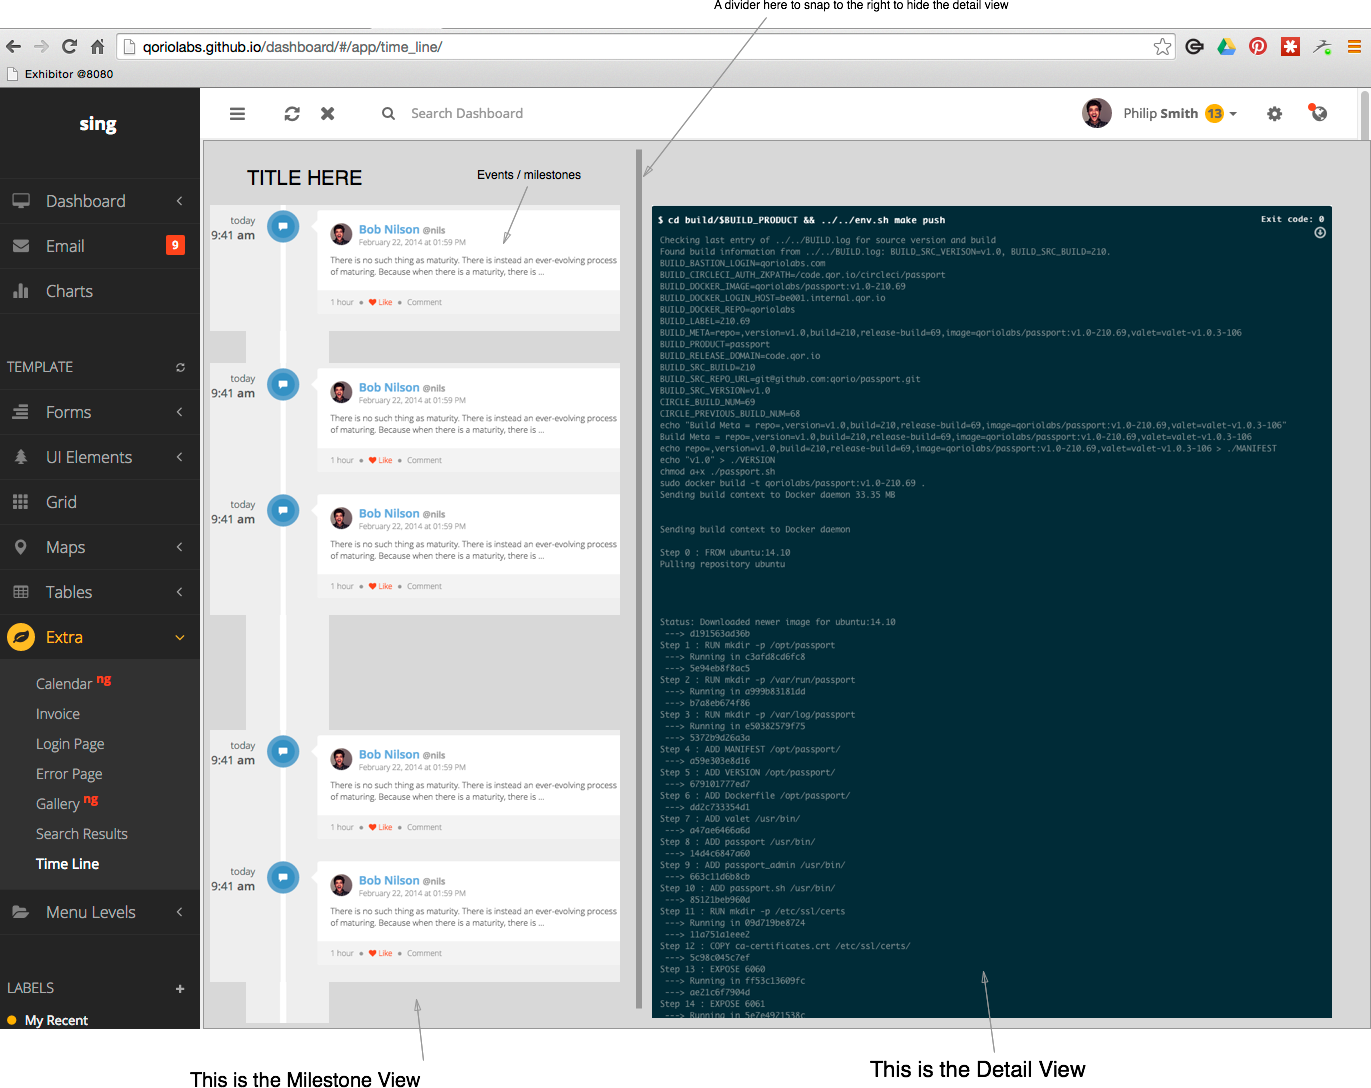 A divider here to snap to the right to hide the detail view
qoriolabs.github.io/dashboard/#/app/time_line/
Exhibitor @8080
sing
Search Dashboard
Philip Smith 13
Dashboard
Email 9
Charts
TEMPLATE
Forms
UI Elements
Grid
Maps
Tables
Extra
Calendar ng
Invoice
Login Page
Error Page
Gallery ng
Search Results
Time Line
Menu Levels
LABELS +
My Recent
TITLE HERE
Events / milestones
today
9:41 am
Bob Nilson @nils
February 22, 2014 at 01:59 PM
There is no such thing as maturity. There is instead an ever-evolving process
of maturing. Because when there is a maturity, there is ...
1 hour • Like • Comment
today
9:41 am
Bob Nilson @nils
February 22, 2014 at 01:59 PM
There is no such thing as maturity. There is instead an ever-evolving process
of maturing. Because when there is a maturity, there is ...
1 hour • Like • Comment
today
9:41 am
Bob Nilson @nils
February 22, 2014 at 01:59 PM
There is no such thing as maturity. There is instead an ever-evolving process
of maturing. Because when there is a maturity, there is ...
1 hour • Like • Comment
today
9:41 am
Bob Nilson @nils
February 22, 2014 at 01:59 PM
There is no such thing as maturity. There is instead an ever-evolving process
of maturing. Because when there is a maturity, there is ...
1 hour • Like • Comment
today
9:41 am
Bob Nilson @nils
February 22, 2014 at 01:59 PM
There is no such thing as maturity. There is instead an ever-evolving process
of maturing. Because when there is a maturity, there is ...
1 hour • Like • Comment
$ cd build/$BUILD_PRODUCT && ../../env.sh make push
Exit code: 0
Checking last entry of ../../BUILD.log for source version and build
Found build information from ../../BUILD.log: BUILD_SRC_VERISON=v1.0, BUILD_SRC_BUILD=210.
BUILD_BASTION_LOGIN=qoriolabs.com
BUILD_CIRCLECI_AUTH_ZKPATH=/code.qor.io/circleci/passport
BUILD_DOCKER_IMAGE=qoriolabs/passport:v1.0-210.69
BUILD_DOCKER_LOGIN_HOST=be001.internal.qor.io
BUILD_DOCKER_REPO=qoriolabs
BUILD_LABEL=210.69
BUILD_META=repo=,version=v1.0,build=210,release-build=69,image=qoriolabs/passport:v1.0-210.69,valet=valet-v1.0.3-106
BUILD_PRODUCT=passport
BUILD_RELEASE_DOMAIN=code.qor.io
BUILD_SRC_BUILD=210
BUILD_SRC_REPO_URL=git@github.com:qorio/passport.git
BUILD_SRC_VERSION=v1.0
CIRCLE_BUILD_NUM=69
CIRCLE_PREVIOUS_BUILD_NUM=68
echo "Build Meta = repo=,version=v1.0,build=210,release-build=69,image=qoriolabs/passport:v1.0-210.69,valet=valet-v1.0.3-106"
Build Meta = repo=,version=v1.0,build=210,release-build=69,image=qoriolabs/passport:v1.0-210.69,valet=valet-v1.0.3-106
echo repo=,version=v1.0,build=210,release-build=69,image=qoriolabs/passport:v1.0-210.69,valet=valet-v1.0.3-106 > ./MANIFEST
echo "v1.0" > ./VERSION
chmod a+x ./passport.sh
sudo docker build -t qoriolabs/passport:v1.0-210.69 .
Sending build context to Docker daemon 33.35 MB
Sending build context to Docker daemon
Step 0 : FROM ubuntu:14.10
Pulling repository ubuntu
Status: Downloaded newer image for ubuntu:14.10
---> d191563ad36b
Step 1 : RUN mkdir -p /opt/passport
---> Running in c3afd8cd6fc8
---> 5e94eb8f8ac5
Step 2 : RUN mkdir -p /var/run/passport
---> Running in a999b83181dd
---> b7a8eb674f86
Step 3 : RUN mkdir -p /var/log/passport
---> Running in e50382579f75
---> 5372b9d26a3a
Step 4 : ADD MANIFEST /opt/passport/
---> a59e303e8d16
Step 5 : ADD VERSION /opt/passport/
---> 679101777ed7
Step 6 : ADD Dockerfile /opt/passport/
---> dd2c733354d1
Step 7 : ADD valet /usr/bin/
---> a47ae6466a6d
Step 8 : ADD passport /usr/bin/
---> 14d4c6847a60
Step 9 : ADD passport_admin /usr/bin/
---> 663c11d6b8cb
Step 10 : ADD passport.sh /usr/bin/
---> 85121beb960d
Step 11 : RUN mkdir -p /etc/ssl/certs
---> Running in 09d719be8724
---> 11a751a1eee2
Step 12 : COPY ca-certificates.crt /etc/ssl/certs/
---> 5c98c045c7ef
Step 13 : EXPOSE 6060
---> Running in ff53c13609fc
---> ae21c6f7904d
Step 14 : EXPOSE 6061
---> Running in 5e7e4921538c
This is the Milestone View
This is the Detail View